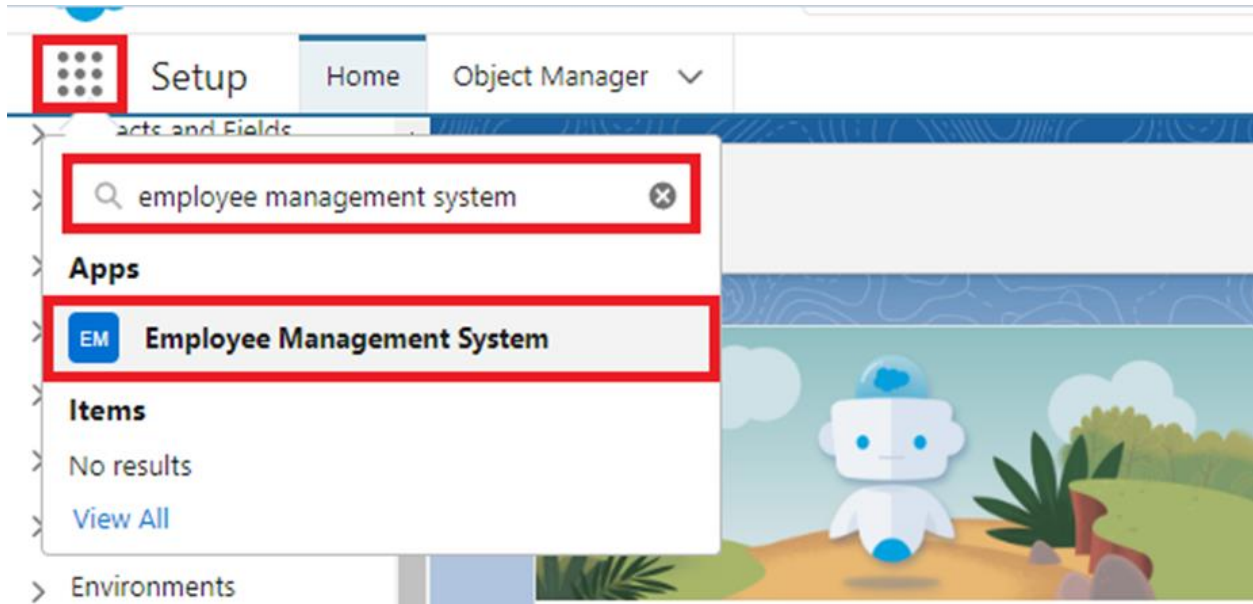 Setup Home Object Manager
employee management system
Apps
EM Employee Management System
Items
No results
View All
Environments